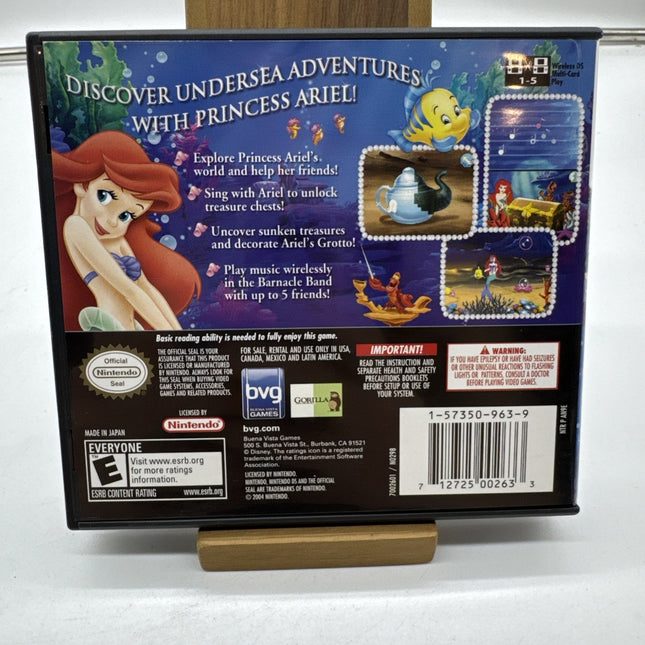 DISCOVER UNDERSEA ADVENTURES
WITH PRINCESS ARIEL!
Wireless DS
Multi-Card
Play
1-5
Explore Princess Ariel's
world and help her friends!
Sing with Ariel to unlock
treasure chests!
Uncover sunken treasures
and decorate Ariel's Grotto!
Play music wirelessly
in the Barnacle Band
with up to 5 friends!
Basic reading ability is needed to fully enjoy this game.
Official
Nintendo
Seal
THE OFFICIAL SEAL IS YOUR
ASSURANCE THAT THIS PRODUCT
IS LICENSED OR MANUFACTURED
BY NINTENDO. ALWAYS LOOK FOR
THIS SEAL WHEN BUYING VIDEO
GAME SYSTEMS, ACCESSORIES,
GAMES AND RELATED PRODUCTS.
LICENSED BY
Nintendo
MADE IN JAPAN
EVERYONE
E
Visit www.esrb.org
for more ratings
information.
ESRB CONTENT RATING www.esrb.org
FOR SALE, RENTAL AND USE ONLY IN USA,
CANADA, MEXICO AND LATIN AMERICA.
bvg
BUENA VISTA
GAMES
GORILLA
bvg.com
Buena Vista Games
500 S. Buena Vista St., Burbank, CA 91521
© Disney. The ratings icon is a registered
trademark of the Entertainment Software
Association.
LICENSED BY NINTENDO.
NINTENDO, NINTENDO DS AND THE OFFICIAL
SEAL ARE TRADEMARKS OF NINTENDO.
© 2004 NINTENDO.
IMPORTANT!
READ THE INSTRUCTION AND
SEPARATE HEALTH AND SAFETY
PRECAUTIONS BOOKLETS
BEFORE SETUP OR USE OF
YOUR SYSTEM.
WARNING:
IF YOU HAVE EPILEPSY OR HAVE HAD SEIZURES
OR OTHER UNUSUAL REACTIONS TO FLASHING
LIGHTS OR PATTERNS, CONSULT A DOCTOR
BEFORE PLAYING VIDEO GAMES.
7002601 / N0298
1-57350-963-9
7 12725 00263 3
NTR P AN9E